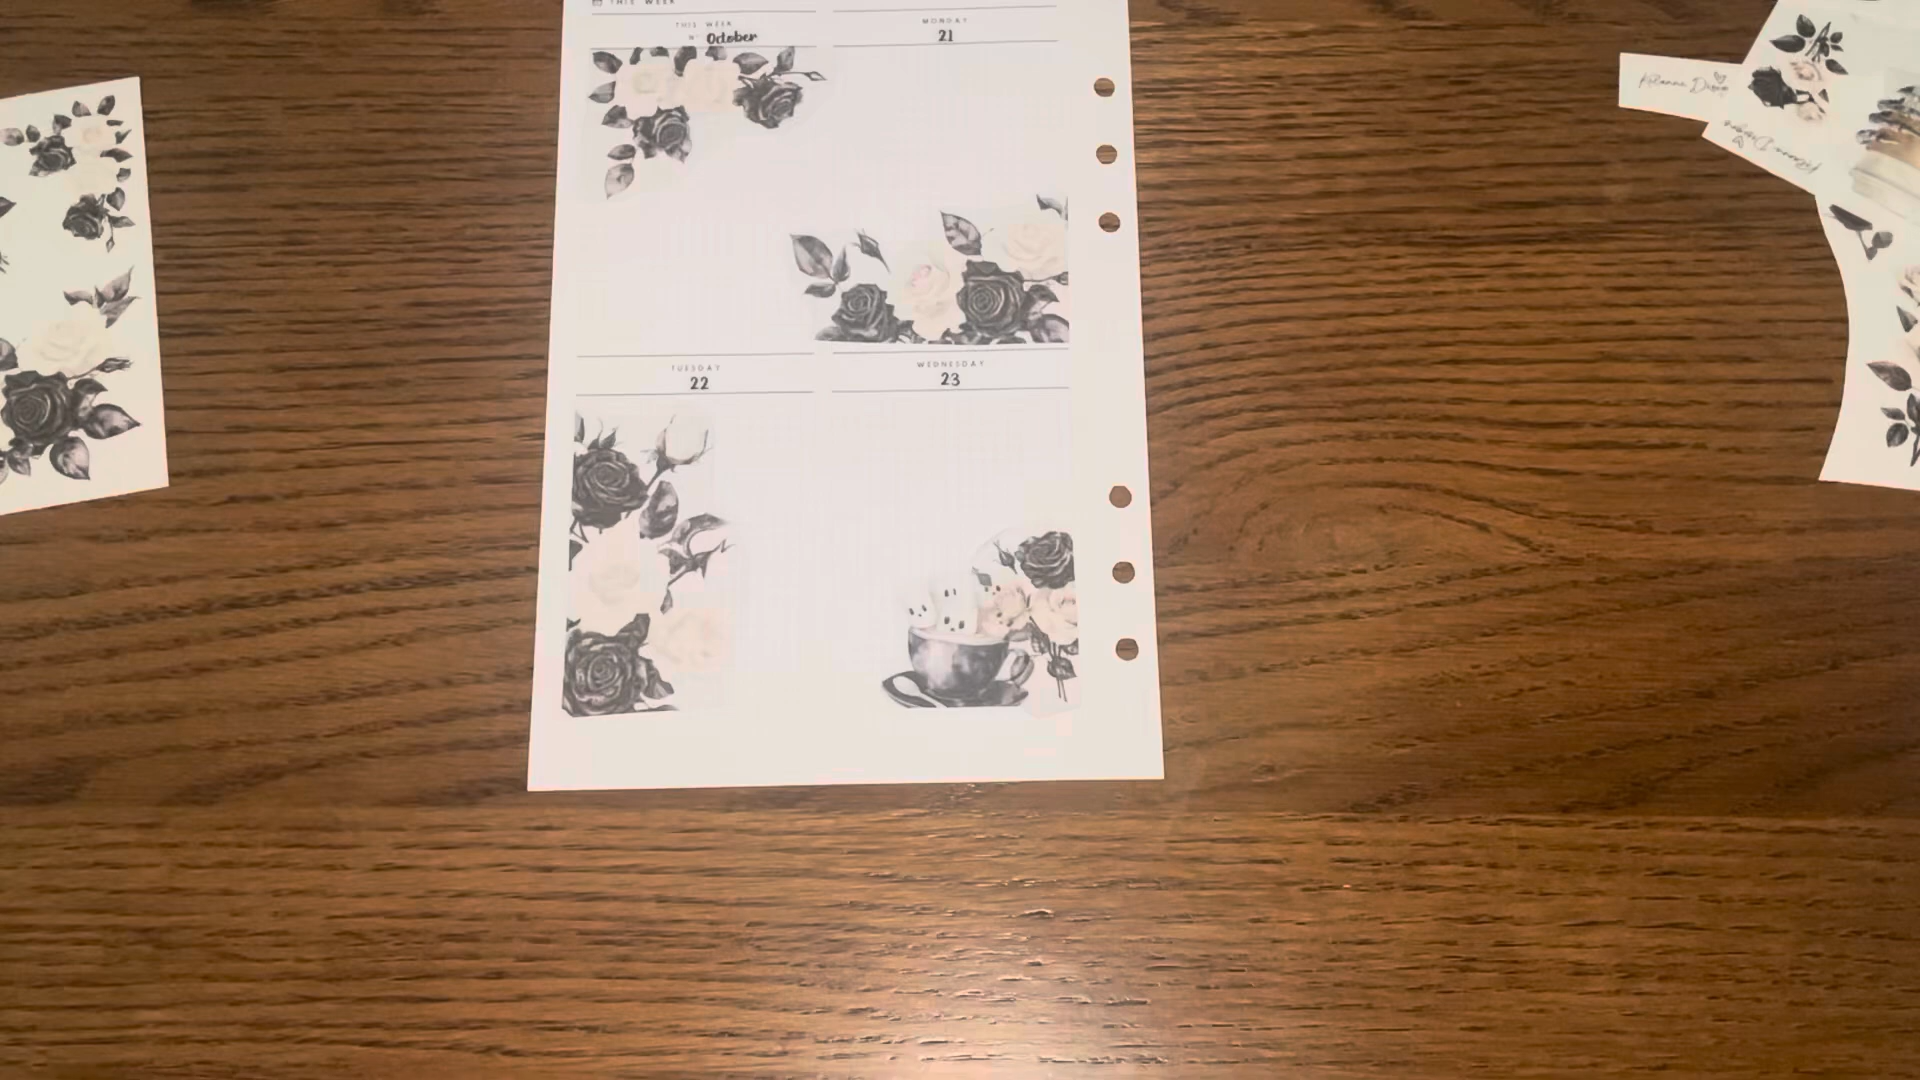 THIS WEEK
THIS WEEK
N° October
MONDAY
21
TUESDAY
22
WEDNESDAY
23